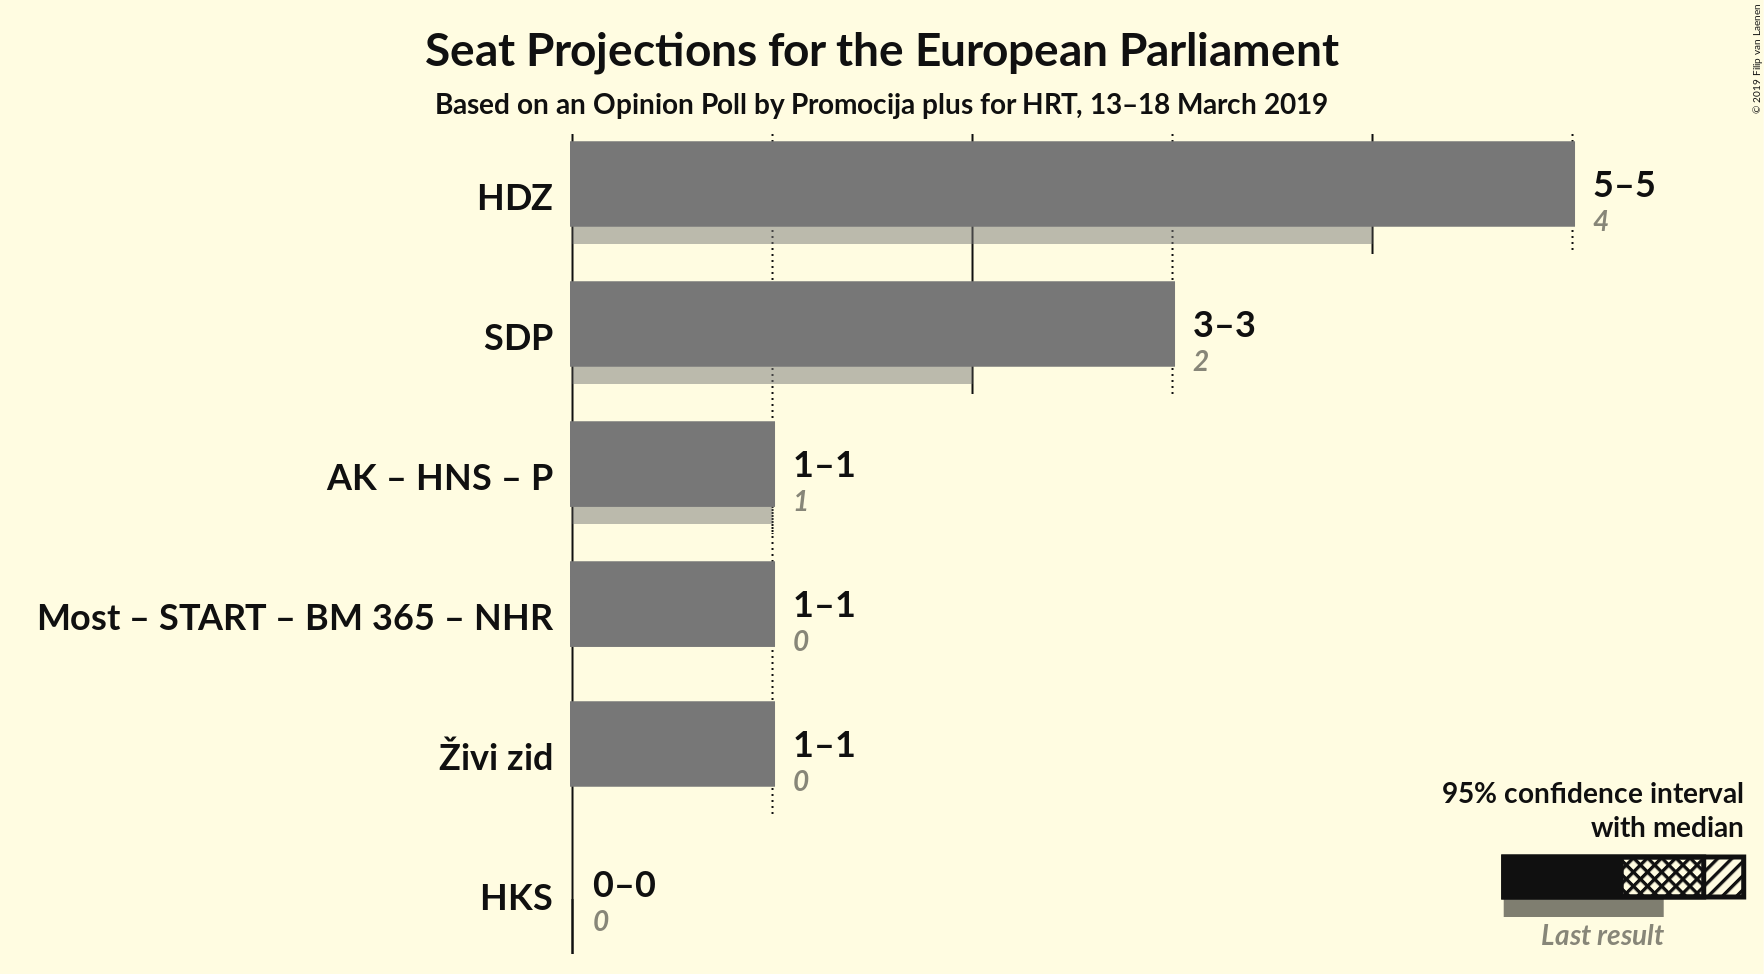 Seat Projections for the European Parliament
Based on an Opinion Poll by Promocija plus for HRT, 13–18 March 2019
© 2019 Filip van Laenen
HDZ
5–5
4
SDP
3–3
2
AK – HNS – P
1–1
1
Most – START – BM 365 – NHR
1–1
0
Živi zid
1–1
0
HKS
0–0
0
95% confidence interval
with median
Last result